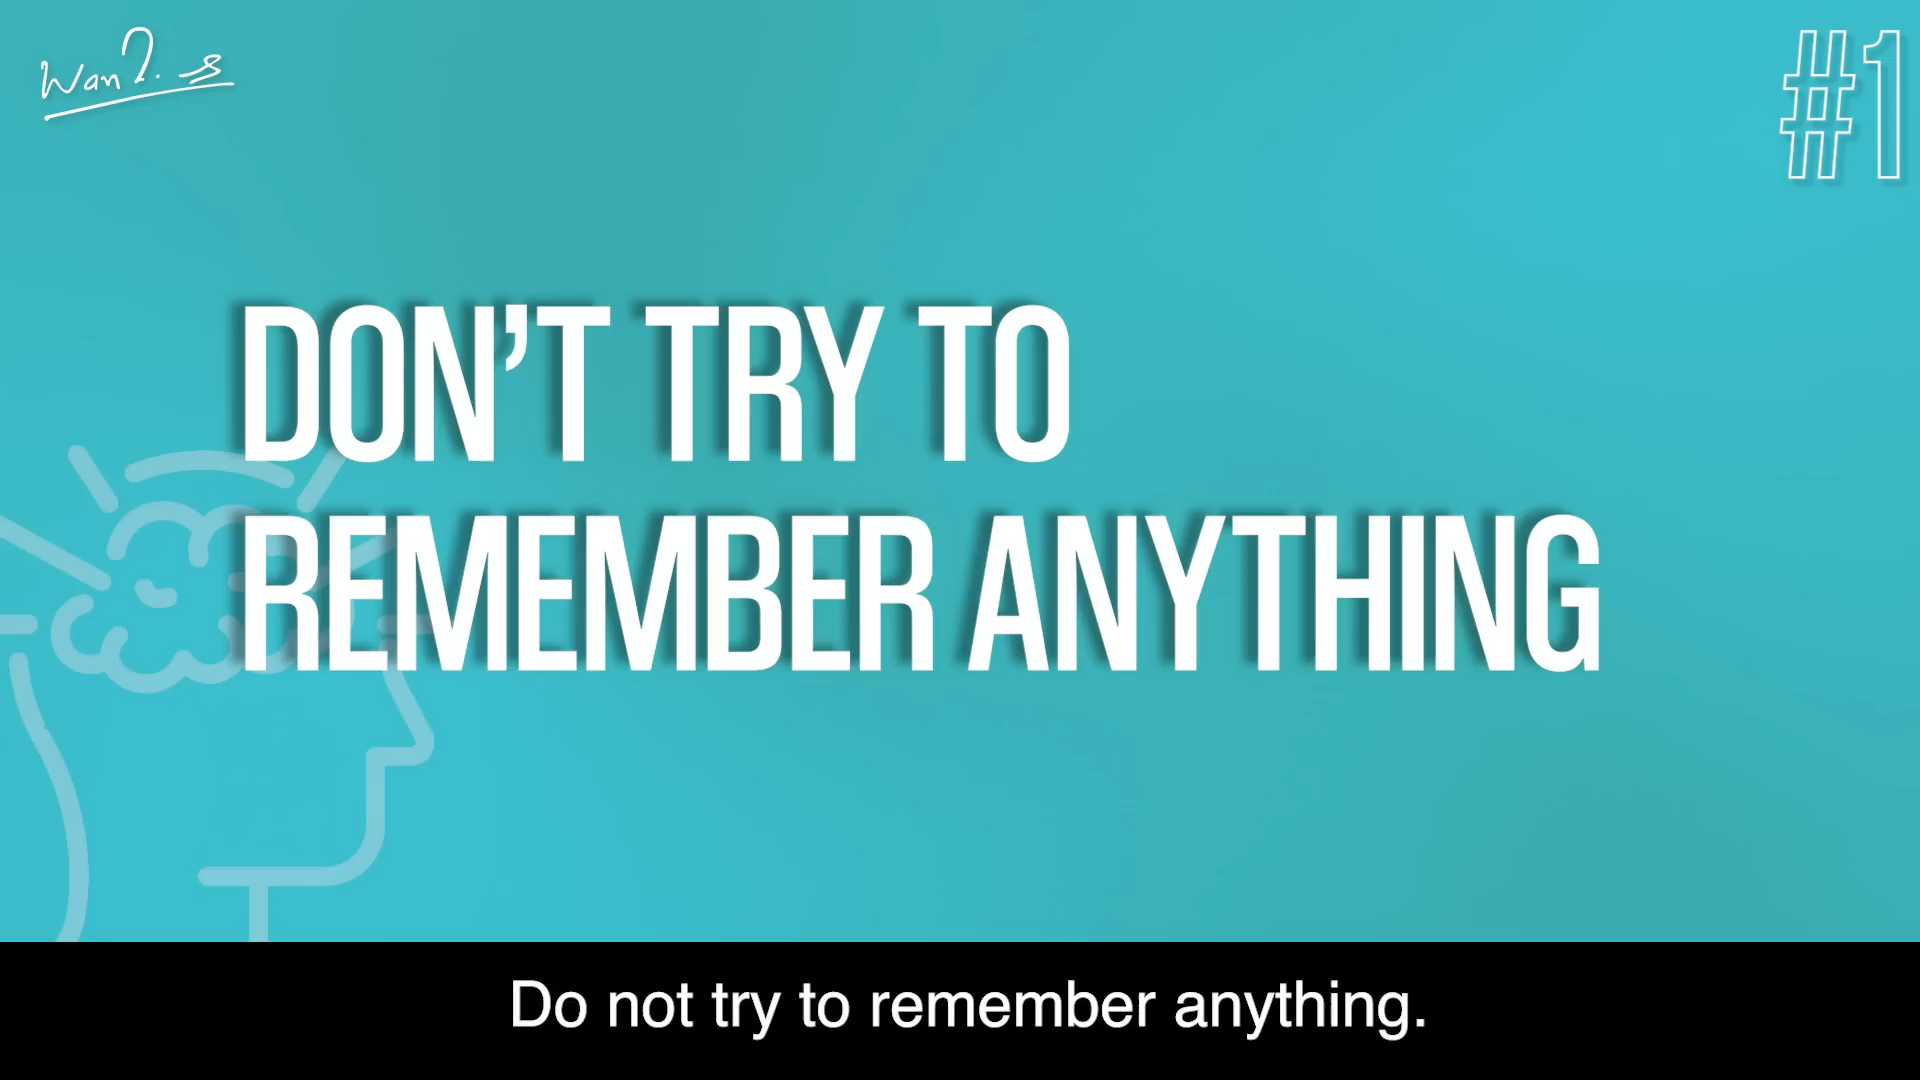 #1
DON'T TRY TO
REMEMBER ANYTHING
Do not try to remember anything.